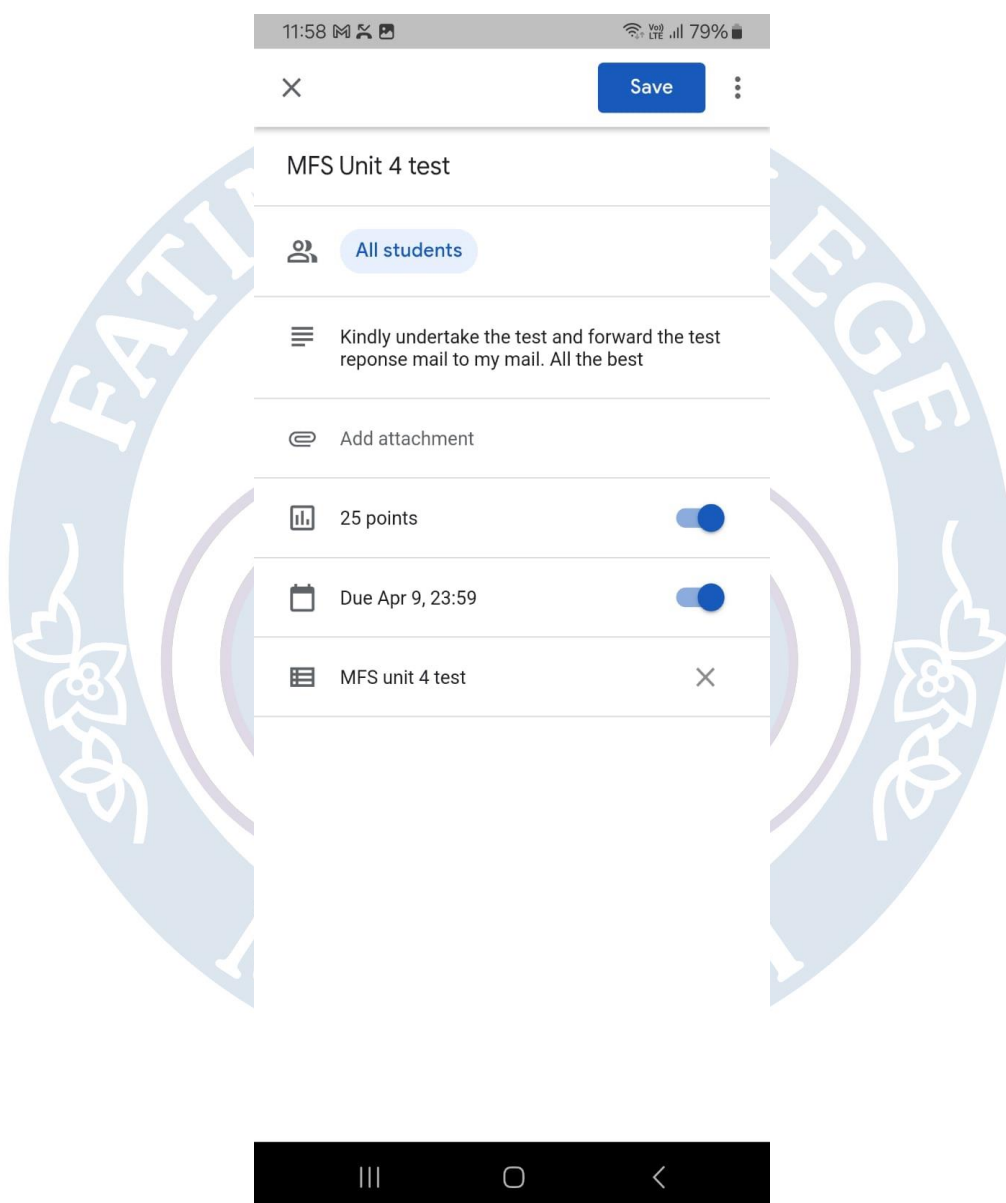 11:58 79%
Save
MFS Unit 4 test
All students
Kindly undertake the test and forward the test
reponse mail to my mail. All the best
Add attachment
25 points
Due Apr 9, 23:59
MFS unit 4 test